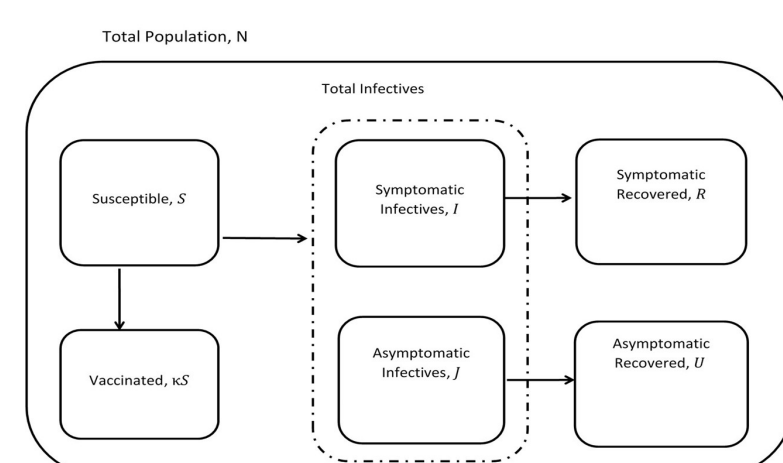 Total Population, N
Total Infectives
Susceptible, S
Symptomatic
Infectives, I
Symptomatic
Recovered, R
Vaccinated, κS
Asymptomatic
Infectives, J
Asymptomatic
Recovered, U